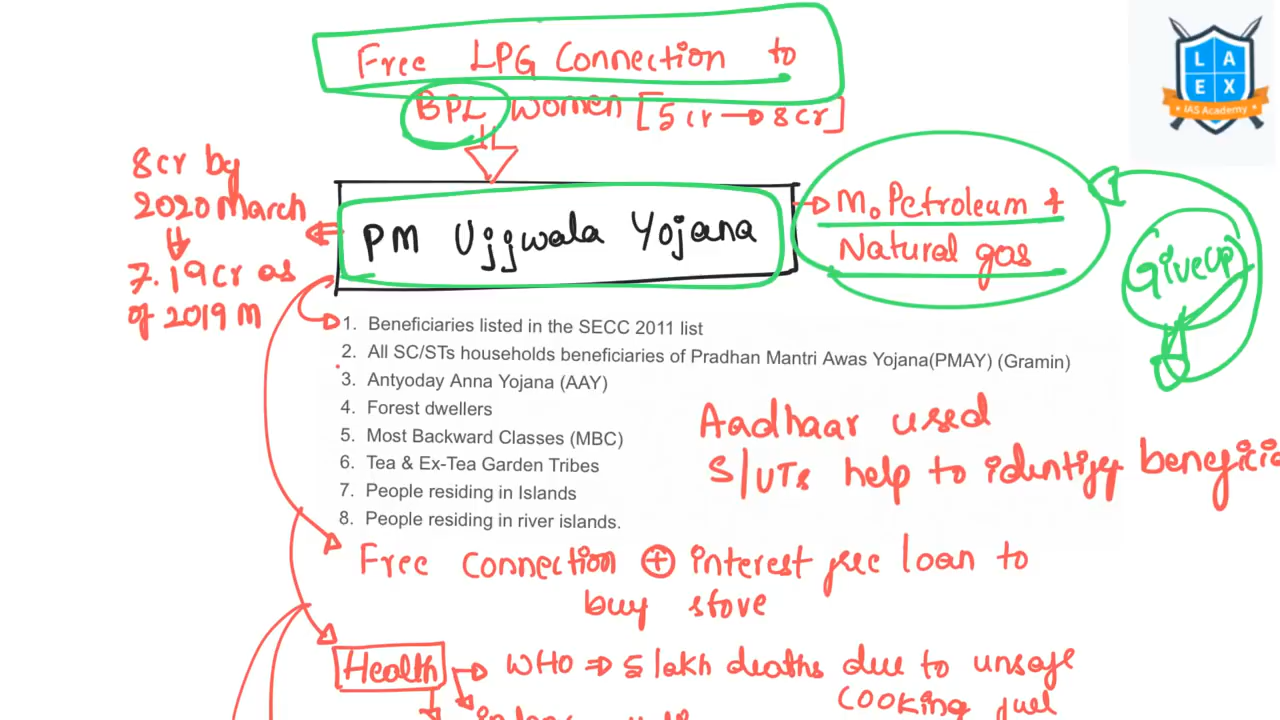 Free LPG Connection to
BPL women [5 cr → 8 cr]
L A
E X
IAS Academy
8cr by
2020 march
7.19cr as
of 2019 M
PM Ujjwala Yojana
M. Petroleum +
Natural gas
GiveUp
1. Beneficiaries listed in the SECC 2011 list
2. All SC/STs households beneficiaries of Pradhan Mantri Awas Yojana(PMAY) (Gramin)
3. Antyoday Anna Yojana (AAY)
4. Forest dwellers
5. Most Backward Classes (MBC)
6. Tea & Ex-Tea Garden Tribes
7. People residing in Islands
8. People residing in river islands.
Aadhaar used
S/UTs help to identify
Free Connection + interest free loan to
buy stove
Health → WHO ⇒ 5 lakh deaths due to unsafe
cooking fuel